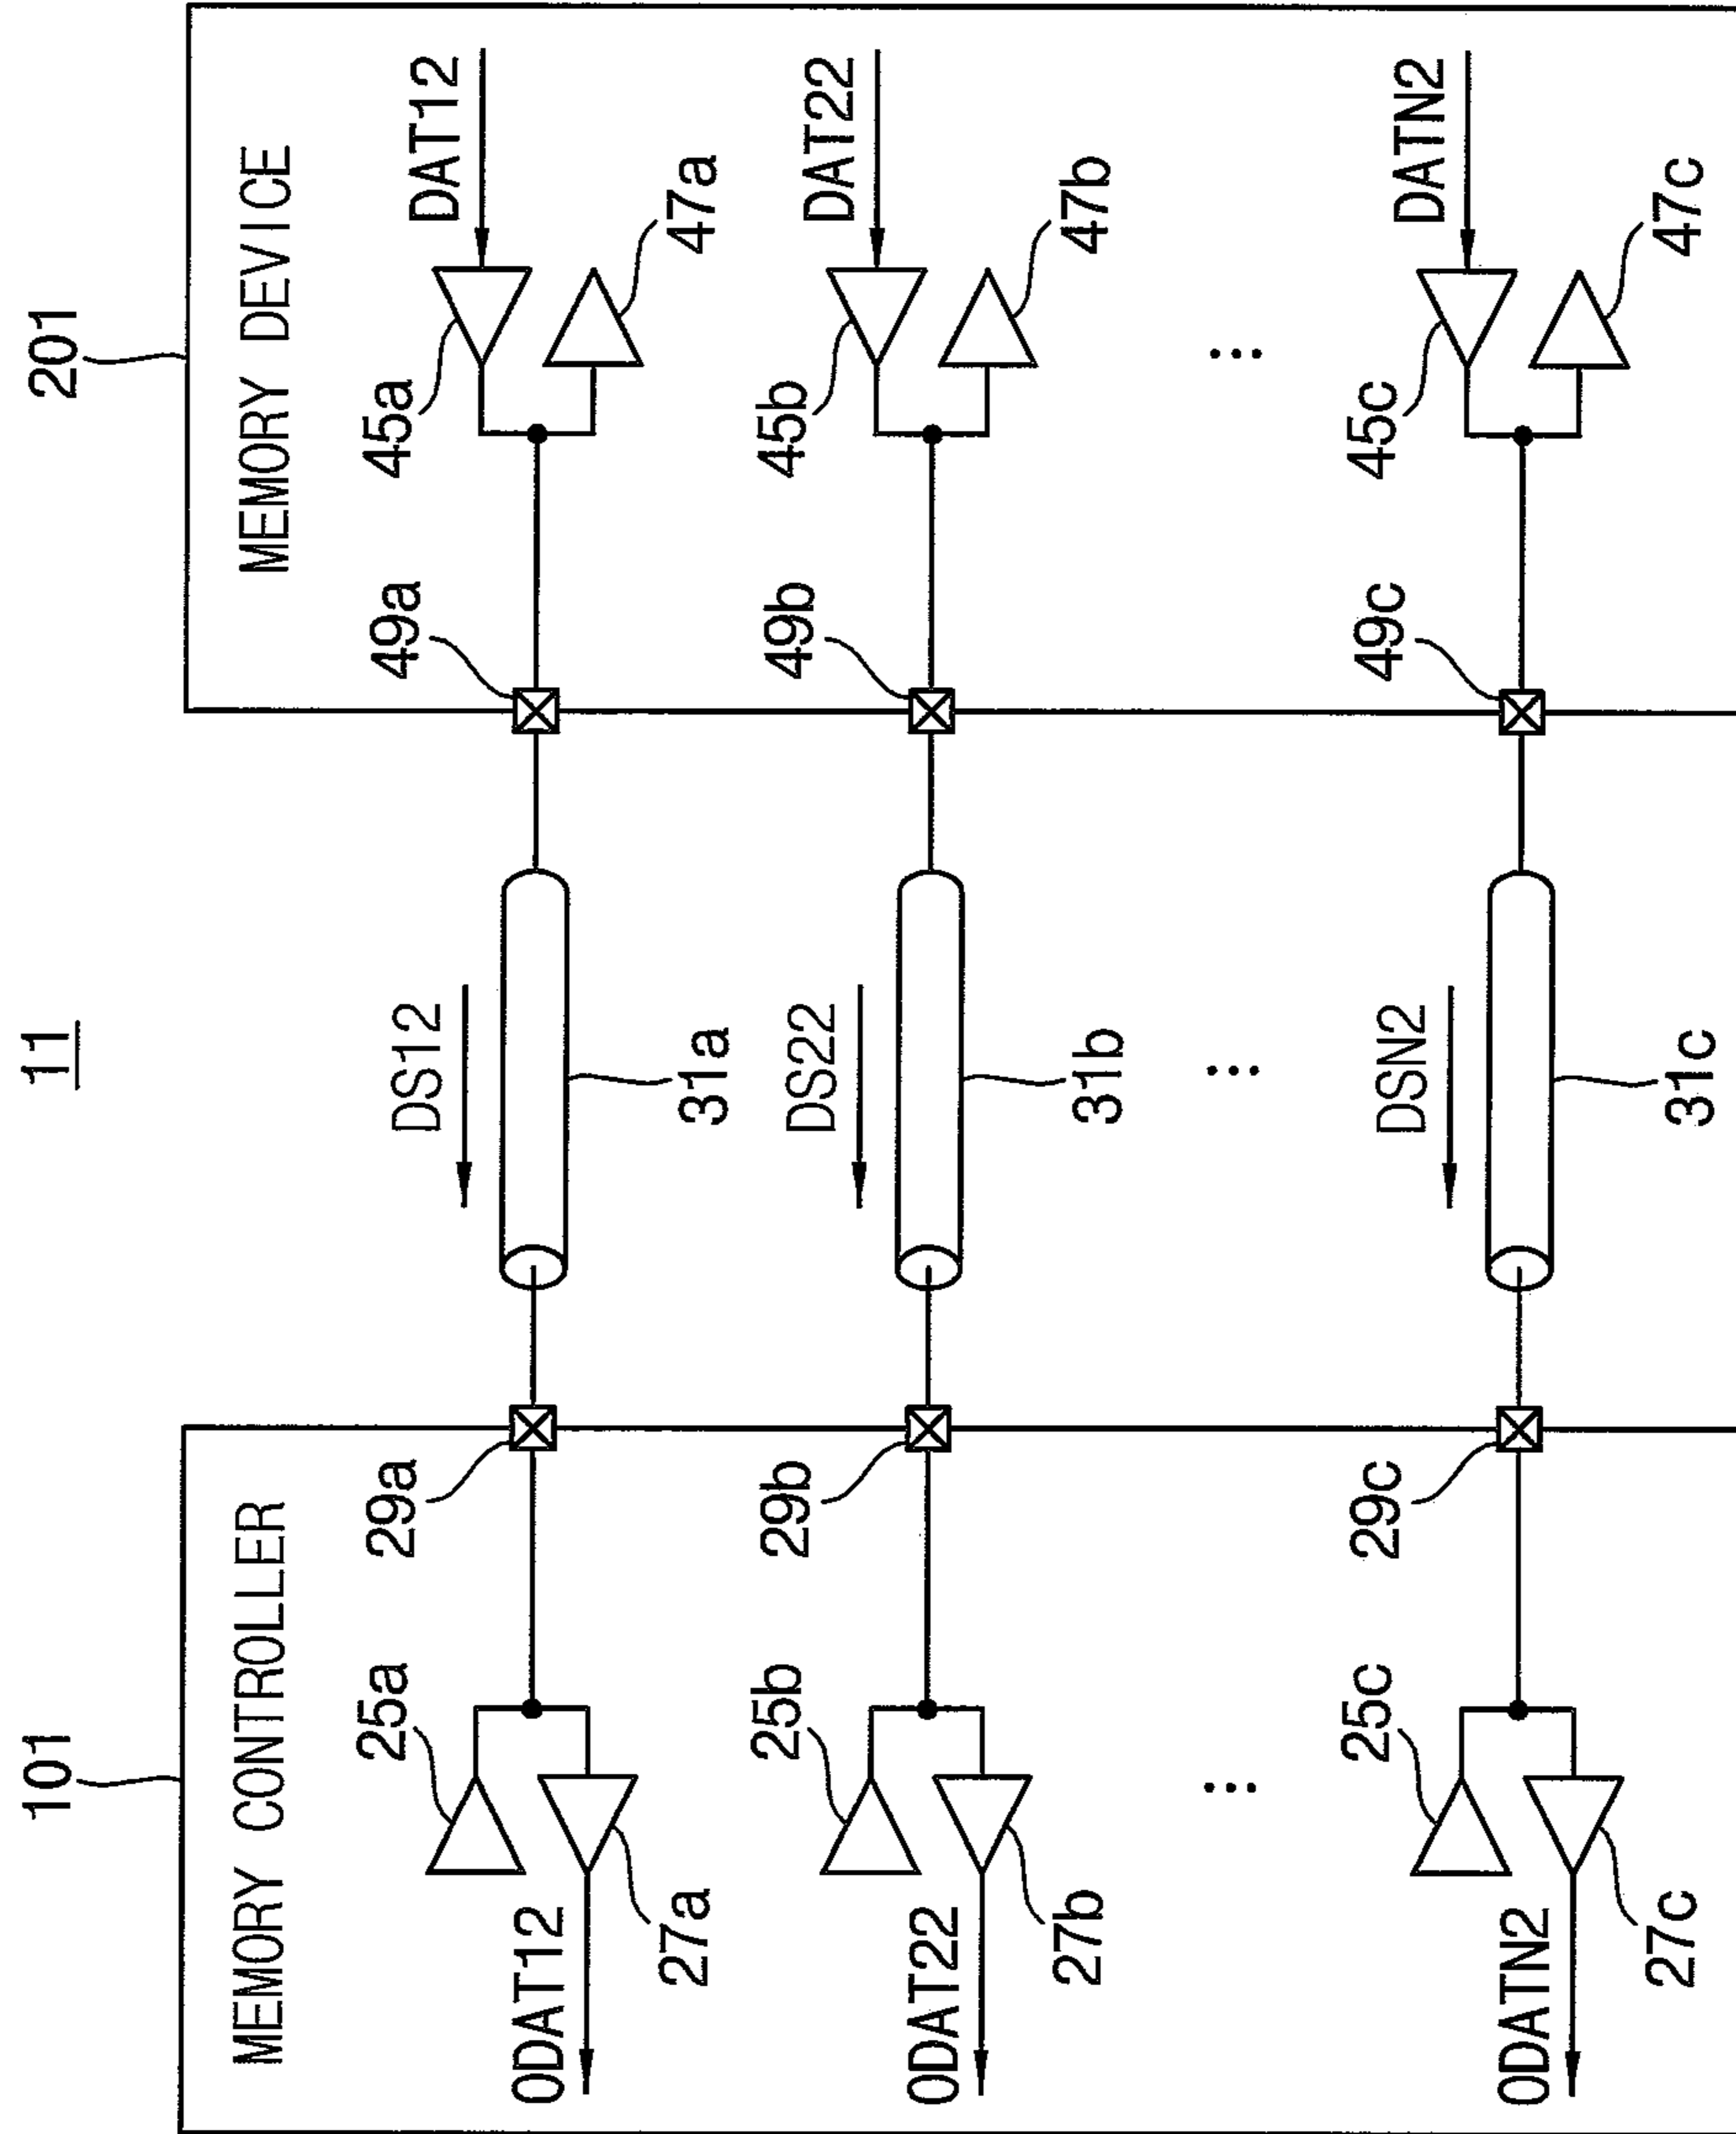 11
101
201
MEMORY CONTROLLER
MEMORY DEVICE
25a
29a
DS12
49a
45a
DAT12
ODAT12
27a
31a
47a
25b
29b
DS22
49b
45b
DAT22
ODAT22
27b
31b
47b
...
...
...
25c
29c
DSN2
49c
45c
DATN2
ODATN2
27c
31c
47c